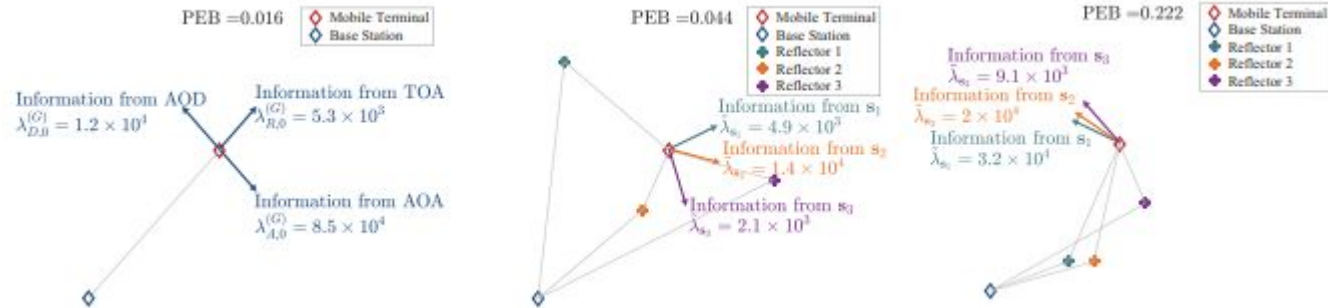 PEB =0.016
Mobile Terminal
Base Station
Information from AOD
λ_{D,0}^{(G)} = 1.2 × 10^4
Information from TOA
λ_{R,0}^{(G)} = 5.3 × 10^3
Information from AOA
λ_{A,0}^{(G)} = 8.5 × 10^4
PEB =0.044
Mobile Terminal
Base Station
Reflector 1
Reflector 2
Reflector 3
Information from s_1
λ̃_{s_1} = 4.9 × 10^3
Information from s_2
λ̃_{s_2} = 1.4 × 10^4
Information from s_3
λ̃_{s_3} = 2.1 × 10^3
PEB =0.222
Mobile Terminal
Base Station
Reflector 1
Reflector 2
Reflector 3
Information from s_3
λ̃_{s_3} = 9.1 × 10^3
Information from s_2
λ̃_{s_2} = 2 × 10^4
Information from s_1
λ̃_{s_1} = 3.2 × 10^4